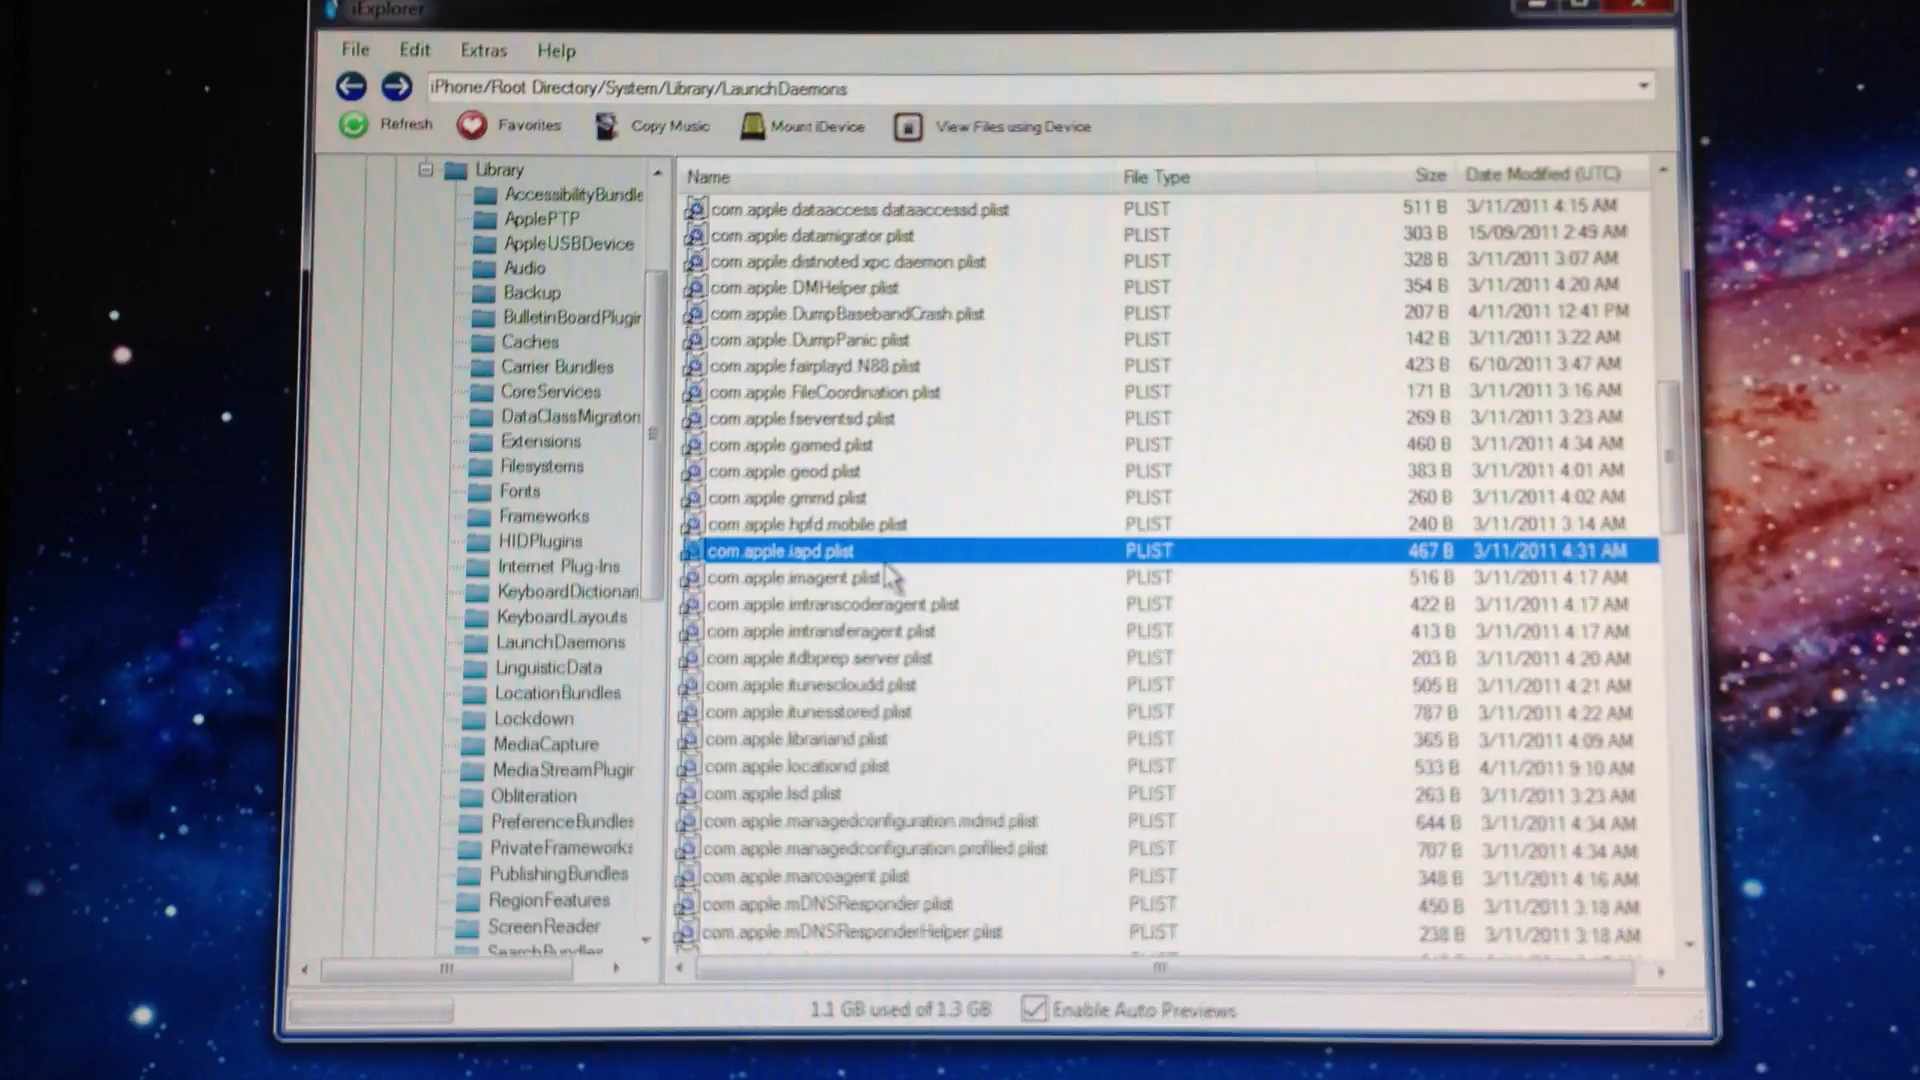 iExplorer
File Edit Extras Help
iPhone/Root Directory/System/Library/LaunchDaemons
Refresh Favorites Copy Music Mount iDevice View Files using Device
Library
AccessibilityBundle
ApplePTP
AppleUSBDevice
Audio
Backup
BulletinBoardPlugin
Caches
Carrier Bundles
CoreServices
DataClassMigrators
Extensions
Filesystems
Fonts
Frameworks
HIDPlugins
Internet Plug-Ins
KeyboardDictionari
KeyboardLayouts
LaunchDaemons
LinguisticData
LocationBundles
Lockdown
MediaCapture
MediaStreamPlugir
Obliteration
PreferenceBundles
PrivateFrameworks
PublishingBundles
RegionFeatures
ScreenReader
SearchBundles
Name File Type Size Date Modified (UTC)
com.apple.dataaccess.dataaccessd.plist PLIST 511 B 3/11/2011 4:15 AM
com.apple.datamigrator.plist PLIST 303 B 15/09/2011 2:49 AM
com.apple.distnoted.xpc.daemon.plist PLIST 328 B 3/11/2011 3:07 AM
com.apple.DMHelper.plist PLIST 354 B 3/11/2011 4:20 AM
com.apple.DumpBasebandCrash.plist PLIST 207 B 4/11/2011 12:41 PM
com.apple.DumpPanic.plist PLIST 142 B 3/11/2011 3:22 AM
com.apple.fairplayd.N88.plist PLIST 423 B 6/10/2011 3:47 AM
com.apple.FileCoordination.plist PLIST 171 B 3/11/2011 3:16 AM
com.apple.fseventsd.plist PLIST 269 B 3/11/2011 3:23 AM
com.apple.gamed.plist PLIST 460 B 3/11/2011 4:34 AM
com.apple.geod.plist PLIST 383 B 3/11/2011 4:01 AM
com.apple.gmmd.plist PLIST 260 B 3/11/2011 4:02 AM
com.apple.hpfd.mobile.plist PLIST 240 B 3/11/2011 3:14 AM
com.apple.iapd.plist PLIST 467 B 3/11/2011 4:31 AM
com.apple.imagent.plist PLIST 516 B 3/11/2011 4:17 AM
com.apple.imtranscoderagent.plist PLIST 422 B 3/11/2011 4:17 AM
com.apple.imtransferagent.plist PLIST 413 B 3/11/2011 4:17 AM
com.apple.itdbprep.server.plist PLIST 203 B 3/11/2011 4:20 AM
com.apple.itunescloudd.plist PLIST 505 B 3/11/2011 4:21 AM
com.apple.itunesstored.plist PLIST 787 B 3/11/2011 4:22 AM
com.apple.librariand.plist PLIST 365 B 3/11/2011 4:09 AM
com.apple.locationd.plist PLIST 533 B 4/11/2011 9:10 AM
com.apple.lsd.plist PLIST 263 B 3/11/2011 3:23 AM
com.apple.managedconfiguration.mdmd.plist PLIST 644 B 3/11/2011 4:34 AM
com.apple.managedconfiguration.profiled.plist PLIST 707 B 3/11/2011 4:34 AM
com.apple.marcoagent.plist PLIST 348 B 3/11/2011 4:16 AM
com.apple.mDNSResponder.plist PLIST 450 B 3/11/2011 3:18 AM
com.apple.mDNSResponderHelper.plist PLIST 238 B 3/11/2011 3:18 AM
1.1 GB used of 1.3 GB Enable Auto Previews